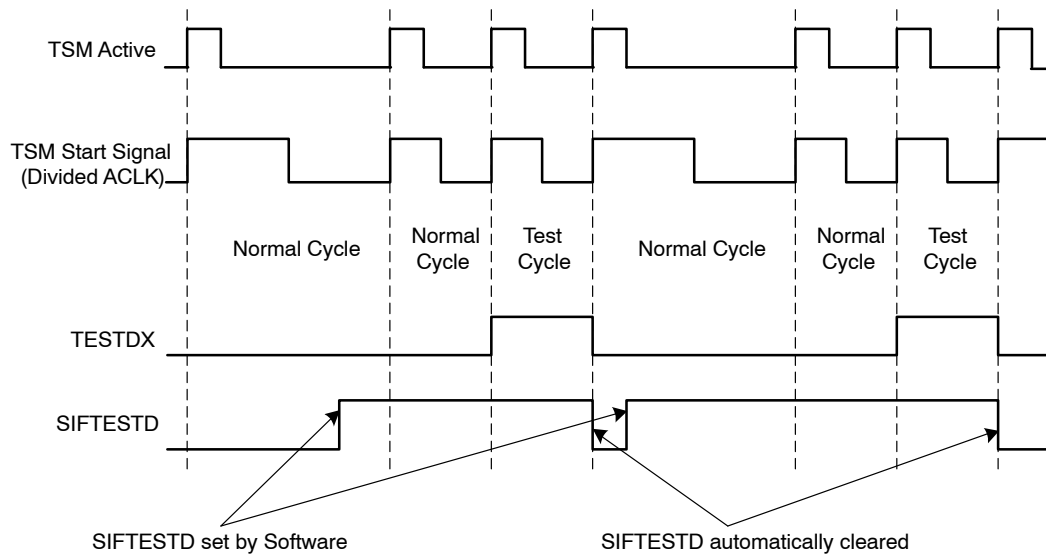 TSM Active
TSM Start Signal
(Divided ACLK)
Normal Cycle
Normal
Cycle
Test
Cycle
Normal Cycle
Normal
Cycle
Test
Cycle
TESTDX
SIFTESTD
SIFTESTD set by Software
SIFTESTD automatically cleared